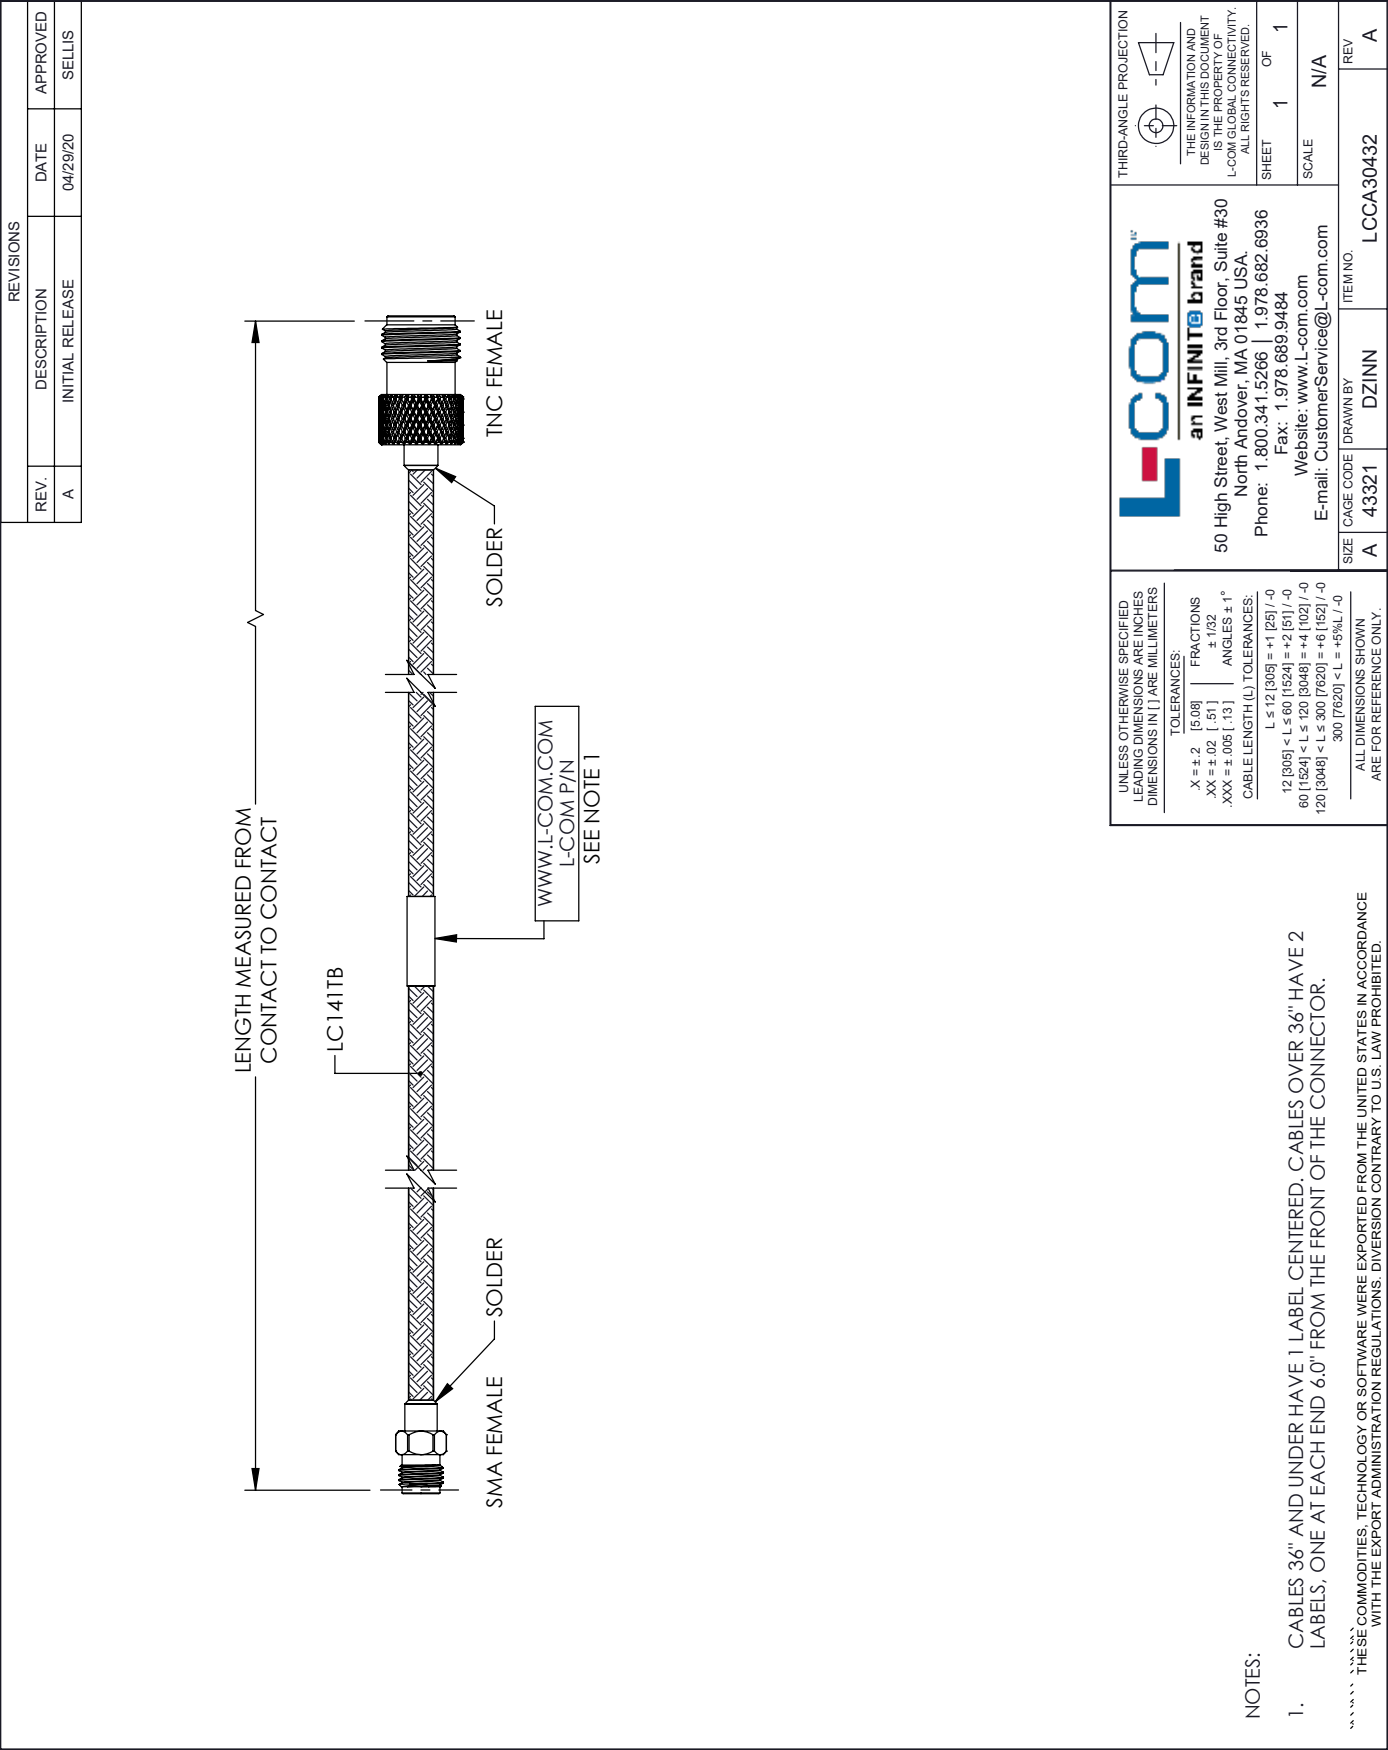 REVISIONS
REV. DESCRIPTION DATE APPROVED
A INITIAL RELEASE 04/29/20 SELLIS
LENGTH MEASURED FROM
CONTACT TO CONTACT
LC141TB
SMA FEMALE
SOLDER
SOLDER
TNC FEMALE
WWW.L-COM.COM
L-COM P/N
SEE NOTE 1
NOTES:
1. CABLES 36" AND UNDER HAVE 1 LABEL CENTERED. CABLES OVER 36" HAVE 2
LABELS, ONE AT EACH END 6.0" FROM THE FRONT OF THE CONNECTOR.
THESE COMMODITIES, TECHNOLOGY OR SOFTWARE WERE EXPORTED FROM THE UNITED STATES IN ACCORDANCE
WITH THE EXPORT ADMINISTRATION REGULATIONS. DIVERSION CONTRARY TO U.S. LAW PROHIBITED.
UNLESS OTHERWISE SPECIFIED
LEADING DIMENSIONS ARE INCHES
DIMENSIONS IN [ ] ARE MILLIMETERS
TOLERANCES:
.X = ± .2 [5.08] FRACTIONS
.XX = ± .02 [ .51 ] ± 1/32
.XXX = ± .005 [ .13 ] ANGLES ± 1°
CABLE LENGTH (L) TOLERANCES:
L ≤ 12 [305] = +1 [25] / -0
12 [305] < L ≤ 60 [1524] = +2 [51] / -0
60 [1524] < L ≤ 120 [3048] = +4 [102] / -0
120 [3048] < L ≤ 300 [7620] = +6 [152] / -0
300 [7620] < L = +5%L / -0
ALL DIMENSIONS SHOWN
ARE FOR REFERENCE ONLY.
L-com
an INFINITe brand
50 High Street, West Mill, 3rd Floor, Suite #30
North Andover, MA 01845 USA.
Phone: 1.800.341.5266 | 1.978.682.6936
Fax: 1.978.689.9484
Website: www.L-com.com
E-mail: CustomerService@L-com.com
THIRD-ANGLE PROJECTION
THE INFORMATION AND
DESIGN IN THIS DOCUMENT
IS THE PROPERTY OF
L-COM GLOBAL CONNECTIVITY.
ALL RIGHTS RESERVED.
SHEET 1 OF 1
SCALE N/A
SIZE A
CAGE CODE 43321
DRAWN BY DZINN
ITEM NO. LCCA30432
REV A